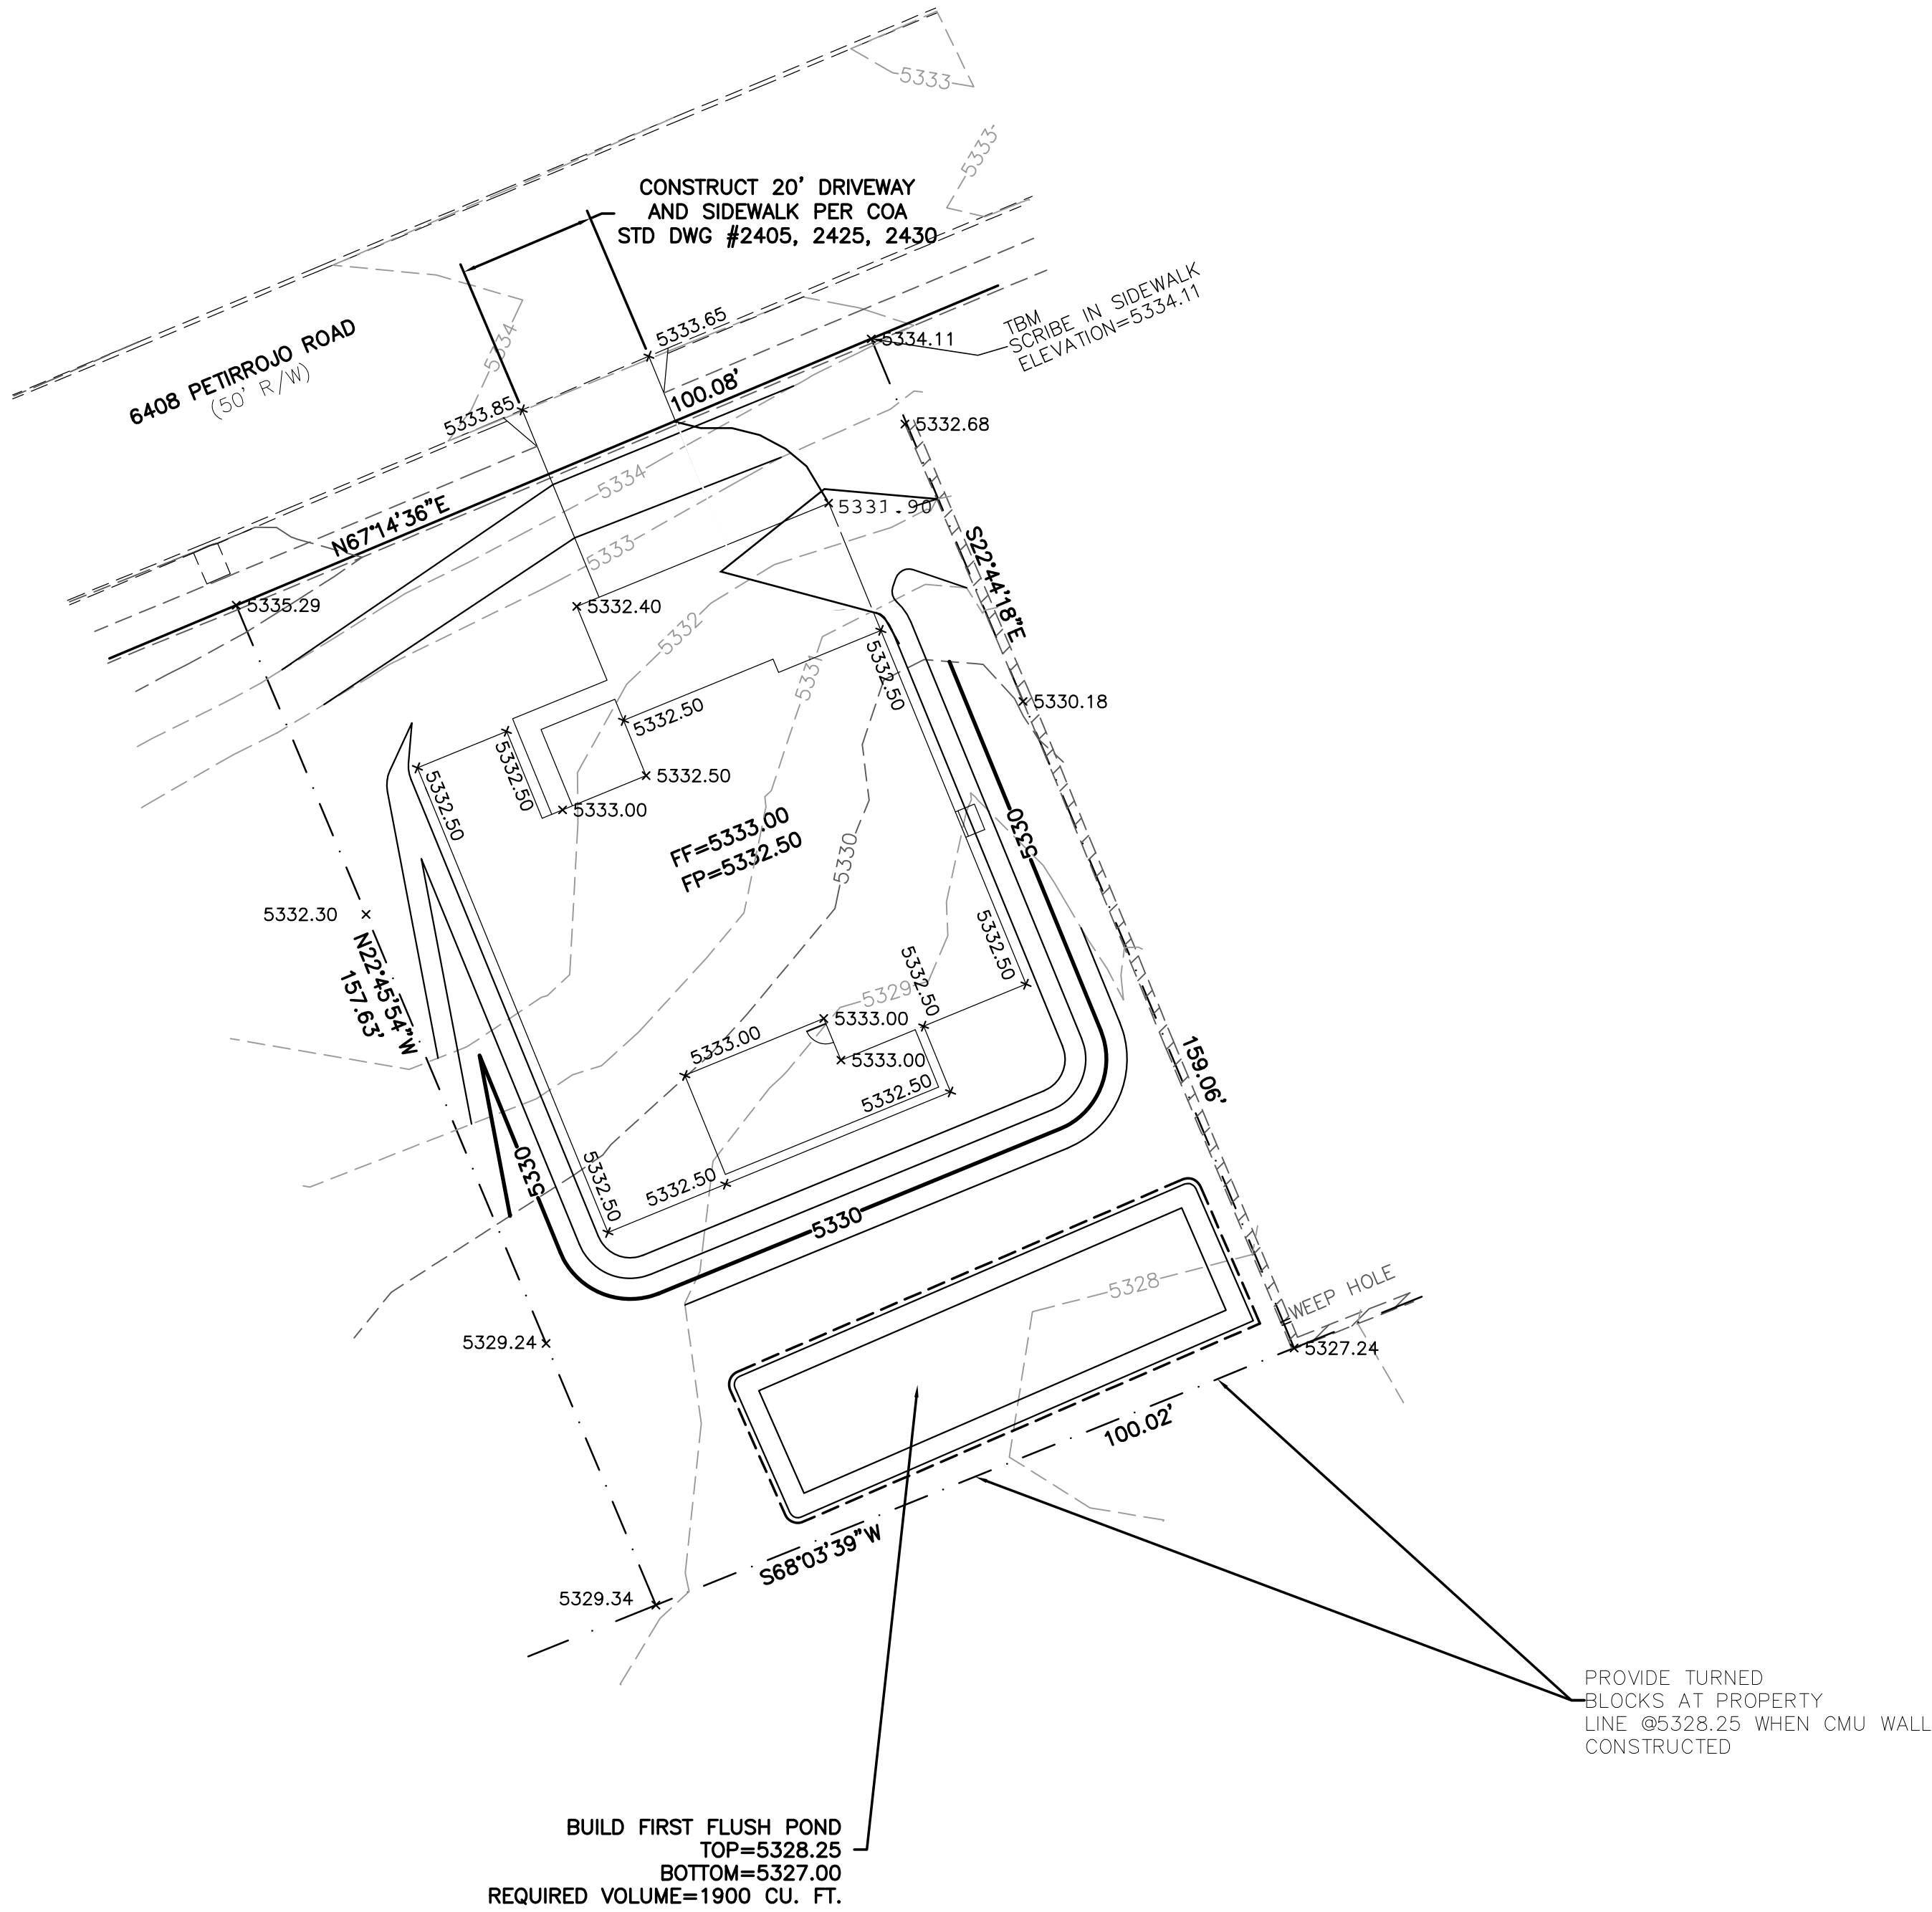 5333
5333
CONSTRUCT 20' DRIVEWAY
AND SIDEWALK PER COA
STD DWG #2405, 2425, 2430
TBM
SCRIBE IN SIDEWALK
ELEVATION=5334.11
6408 PETIRROJO ROAD
(50' R/W)
5334
5333.65
5334.11
100.08'
5333.85
5332.68
5334
N67°14'36"E
5331.90
5333
S22°44'18"E
5335.29
5332.40
5332
5331
5332.50
5330.18
5332.50
5332.50
5332.50
5332.50
5333.00
5330
FF=5333.00
FP=5332.50
5330
5332.30
N22°45'54"W
157.63'
5332.50
5332.50
5329
5333.00
5333.00
5333.00
159.06'
5332.50
5330
5332.50
5332.50
5330
5328
WEEP HOLE
5329.24
5327.24
100.02'
S68°03'39"W
5329.34
PROVIDE TURNED
BLOCKS AT PROPERTY
LINE @5328.25 WHEN CMU WALL
CONSTRUCTED
BUILD FIRST FLUSH POND
TOP=5328.25
BOTTOM=5327.00
REQUIRED VOLUME=1900 CU. FT.